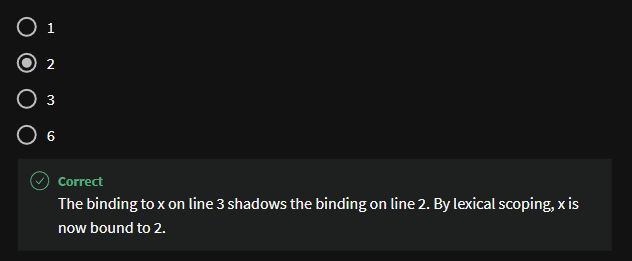 1
2
3
6
Correct
The binding to x on line 3 shadows the binding on line 2. By lexical scoping, x is
now bound to 2.